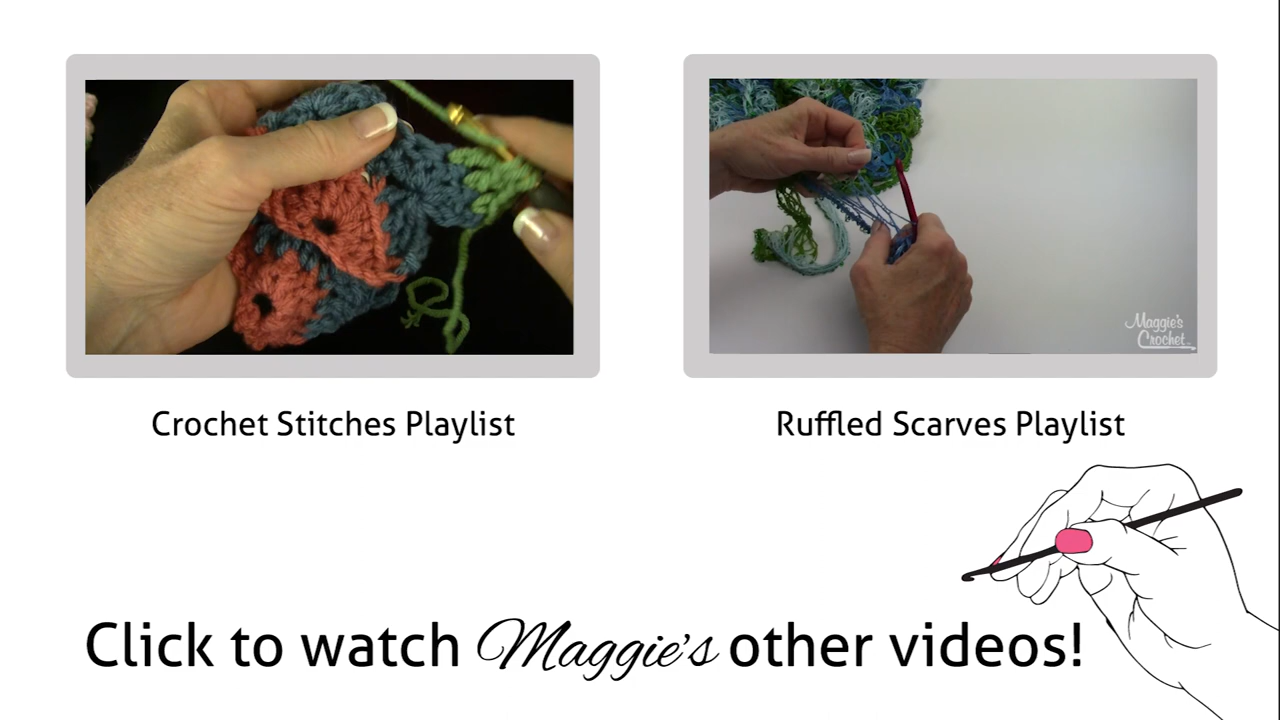 Maggie's
Crochet
Crochet Stitches Playlist
Ruffled Scarves Playlist
Click to watch Maggie's other videos!